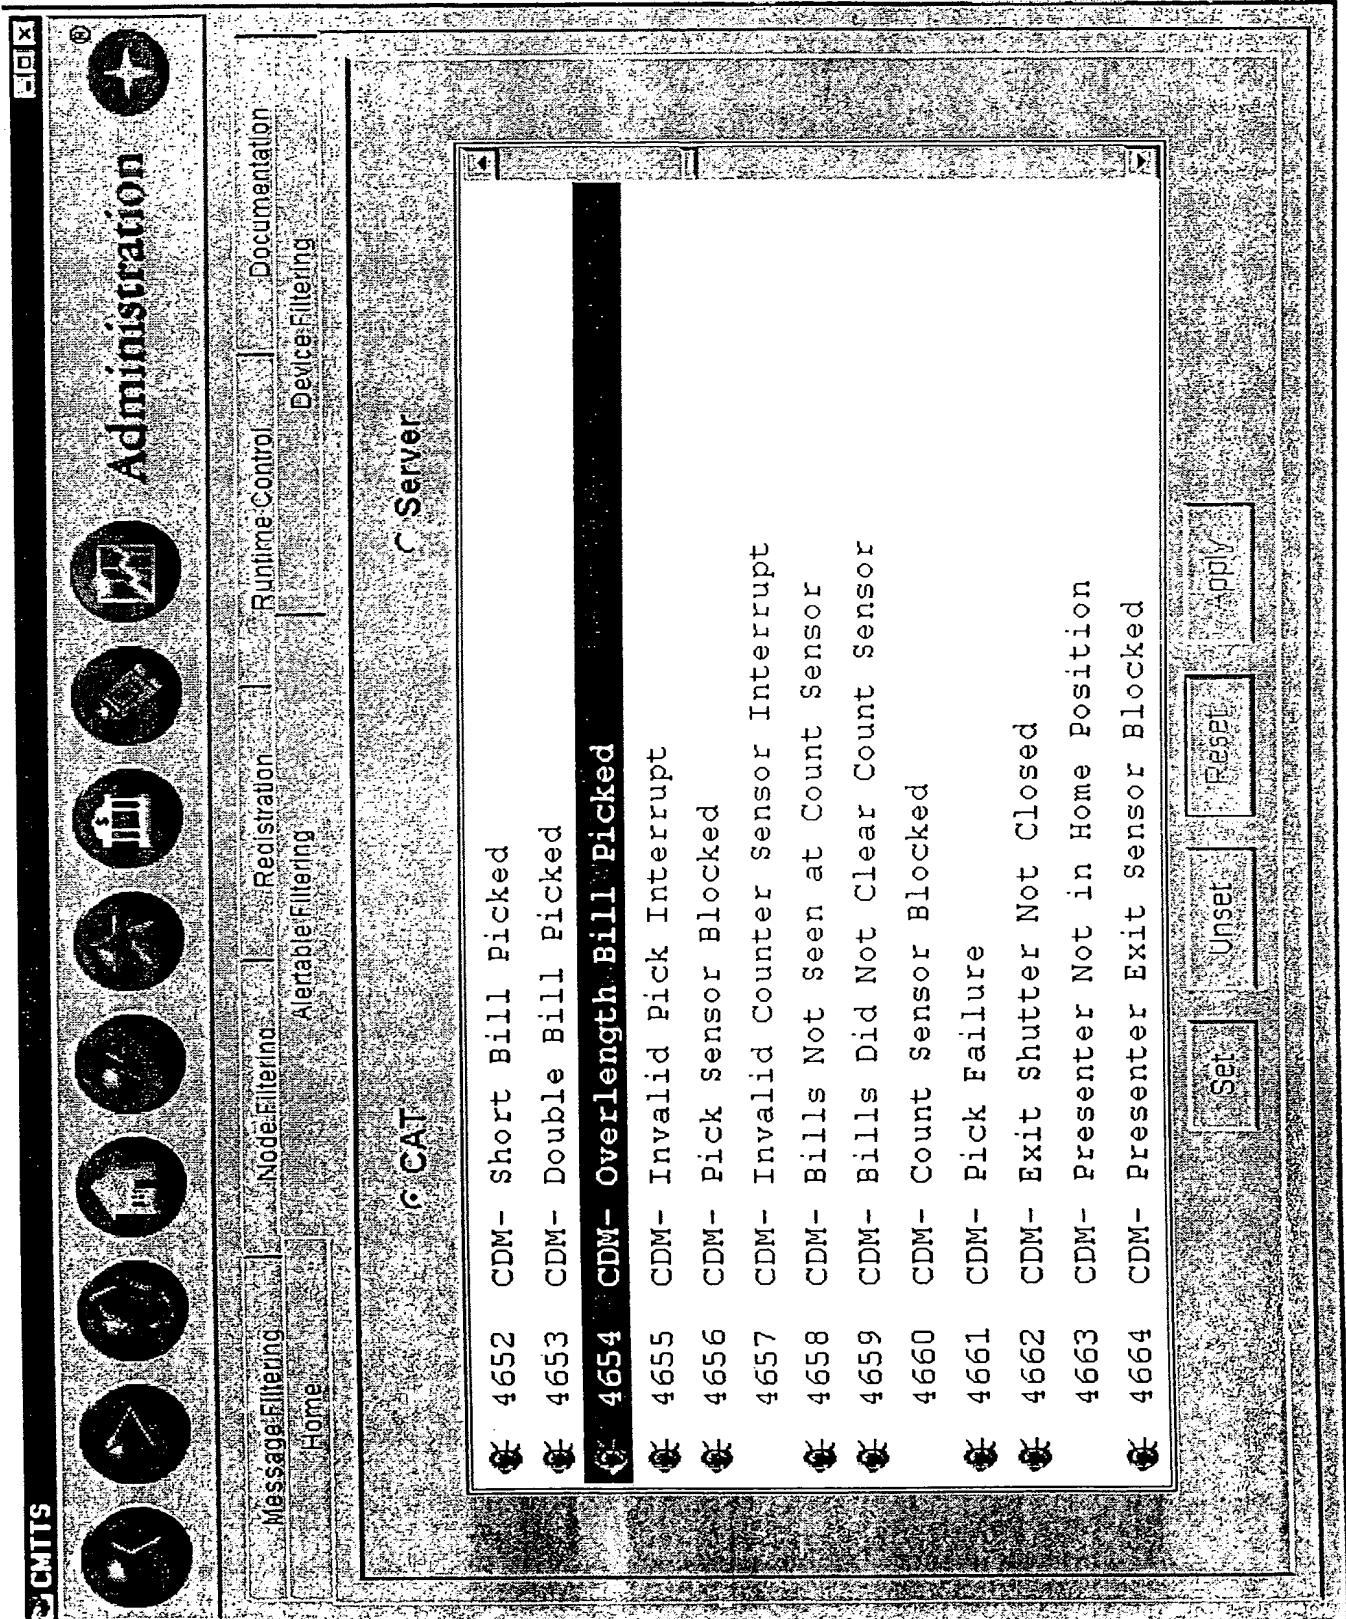 CMTTS
Administration ®
Message Filtering Node Filtering Registration Runtime Control Documentation
Home Alertable Filtering Device Filtering
CAT Server
4652 CDM- Short Bill Picked
4653 CDM- Double Bill Picked
4654 CDM- Overlength Bill Picked
4655 CDM- Invalid Pick Interrupt
4656 CDM- Pick Sensor Blocked
4657 CDM- Invalid Counter Sensor Interrupt
4658 CDM- Bills Not Seen at Count Sensor
4659 CDM- Bills Did Not Clear Count Sensor
4660 CDM- Count Sensor Blocked
4661 CDM- Pick Failure
4662 CDM- Exit Shutter Not Closed
4663 CDM- Presenter Not in Home Position
4664 CDM- Presenter Exit Sensor Blocked
Set Unset Reset Apply